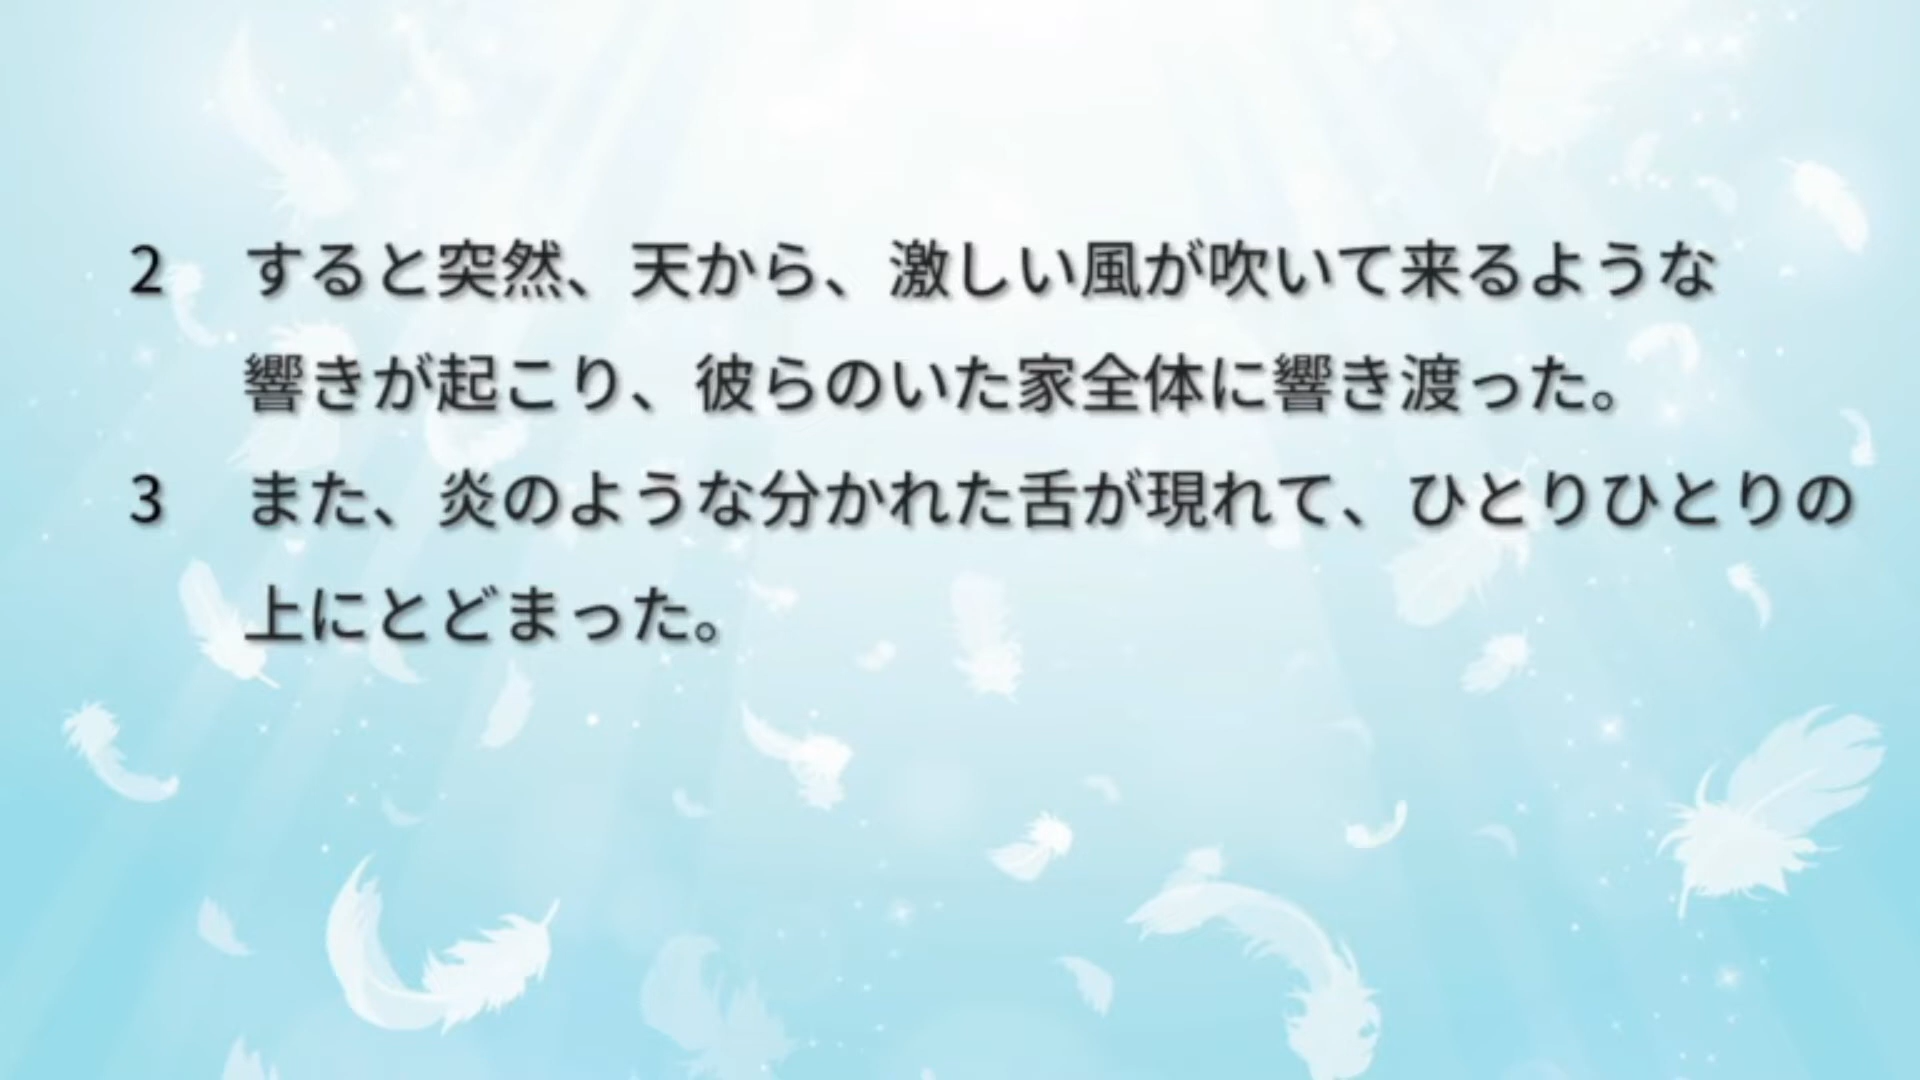 2 すると突然、天から、激しい風が吹いて来るような
響きが起こり、彼らのいた家全体に響き渡った。
3 また、炎のような分かれた舌が現れて、ひとりひとりの
上にとどまった。